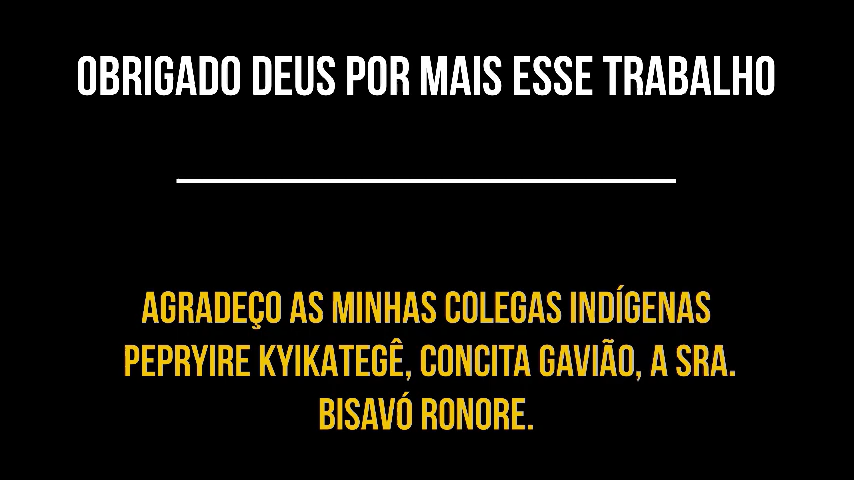 OBRIGADO DEUS POR MAIS ESSE TRABALHO
AGRADEÇO AS MINHAS COLEGAS INDÍGENAS
PEPRYIRE KYIKATEGÊ, CONCITA GAVIÃO, A SRA.
BISAVÓ RONORE.